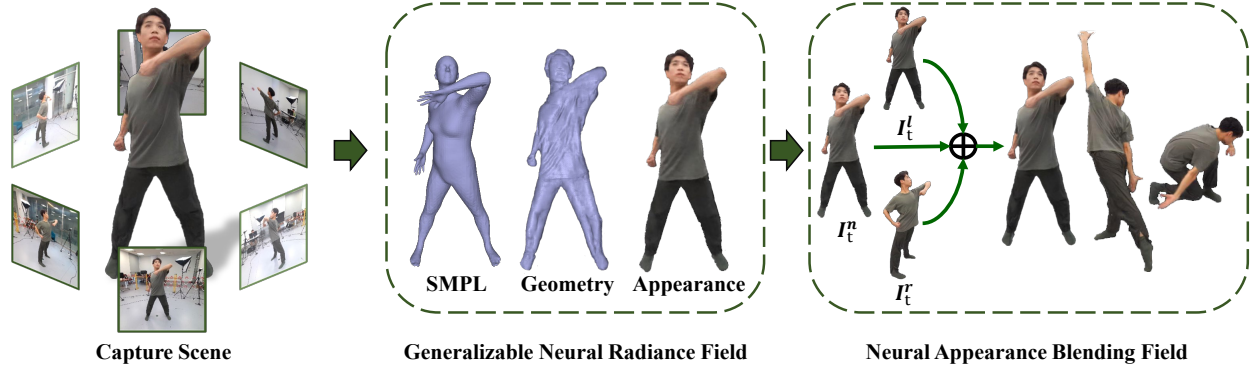 I_t^l
I_t^n
I_t^r
SMPL
Geometry
Appearance
Capture Scene
Generalizable Neural Radiance Field
Neural Appearance Blending Field